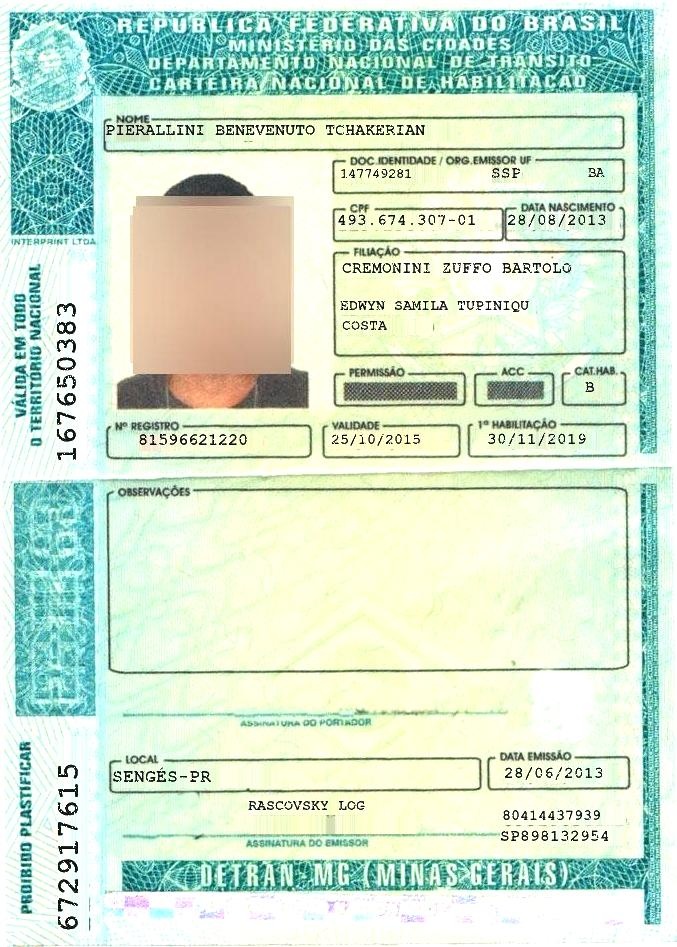 REPÚBLICA FEDERATIVA DO BRASIL
MINISTÉRIO DAS CIDADES
DEPARTAMENTO NACIONAL DE TRÂNSITO
CARTEIRA NACIONAL DE HABILITAÇÃO
NOME
PIERALLINI BENEVENUTO TCHAKERIAN
DOC. IDENTIDADE / ORG. EMISSOR UF
147749281 SSP BA
CPF DATA NASCIMENTO
493.674.307-01 28/08/2013
FILIAÇÃO
CREMONINI ZUFFO BARTOLO
EDWYN SAMILA TUPINIQU
COSTA
PERMISSÃO ACC CAT.HAB.
B
Nº REGISTRO VALIDADE 1ª HABILITAÇÃO
81596621220 25/10/2015 30/11/2019
INTERPRINT LTDA
VÁLIDA EM TODO
O TERRITÓRIO NACIONAL
167650383
OBSERVAÇÕES
ASSINATURA DO PORTADOR
LOCAL DATA EMISSÃO
SENGÉS-PR 28/06/2013
RASCOVSKY LOG
80414437939
SP898132954
ASSINATURA DO EMISSOR
PROIBIDO PLASTIFICAR
672917615
DETRAN-MG (MINAS GERAIS)